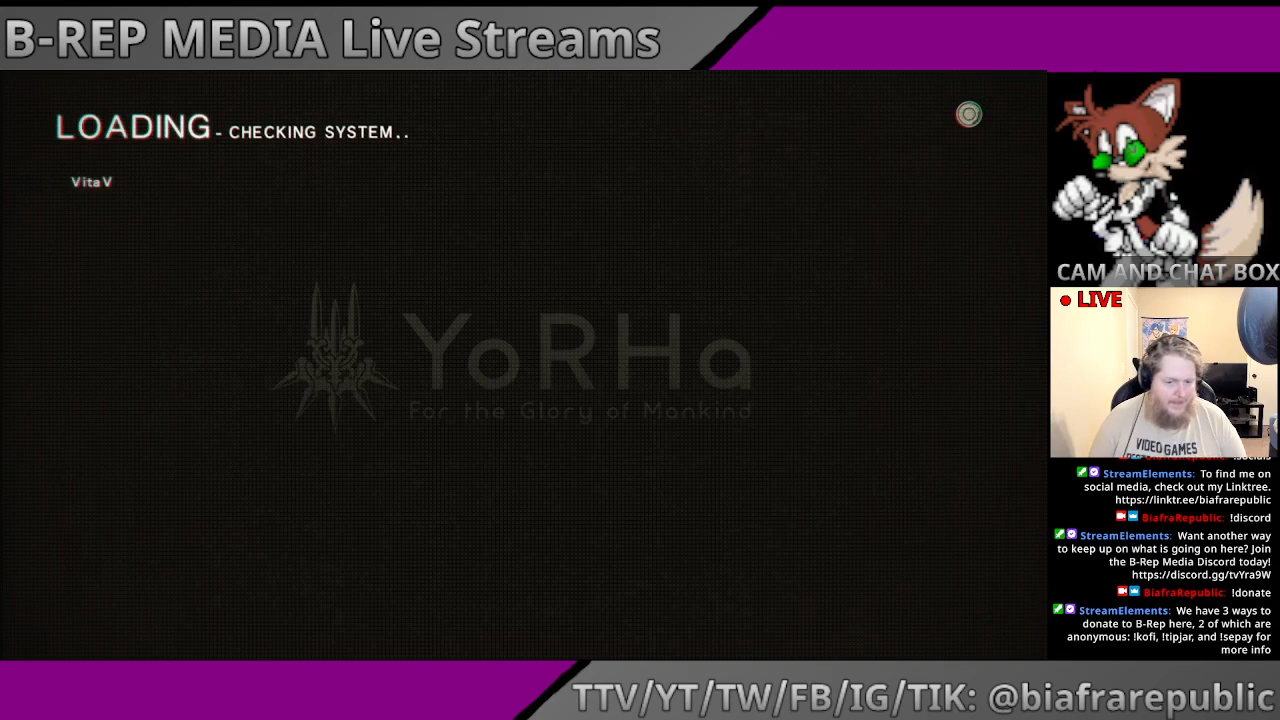 B-REP MEDIA Live Streams
LOADING - CHECKING SYSTEM..
VitaV
YoRHa
For the Glory of Mankind
CAM AND CHAT BOX
LIVE
VIDEO GAMES
StreamElements: To find me on
social media, check out my Linktree.
https://linktr.ee/biafrarepublic
BiafraRepublic: !discord
StreamElements: Want another way
to keep up on what is going on here? Join
the B-Rep Media Discord today!
https://discord.gg/tvYra9W
BiafraRepublic: !donate
StreamElements: We have 3 ways to
donate to B-Rep here, 2 of which are
anonymous: !kofi, !tipjar, and !sepay for
more info
TTV/YT/TW/FB/IG/TIK: @biafrarepublic